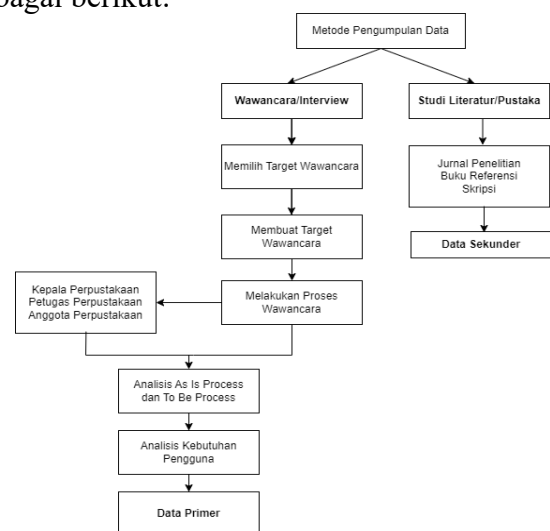 bagai berikut:
Metode Pengumpulan Data
Wawancara/Interview
Studi Literatur/Pustaka
Memilih Target Wawancara
Jurnal Penelitian
Buku Referensi
Skripsi
Membuat Target
Wawancara
Data Sekunder
Kepala Perpustakaan
Petugas Perpustakaan
Anggota Perpustakaan
Melakukan Proses
Wawancara
Analisis As Is Process
dan To Be Process
Analisis Kebutuhan
Pengguna
Data Primer